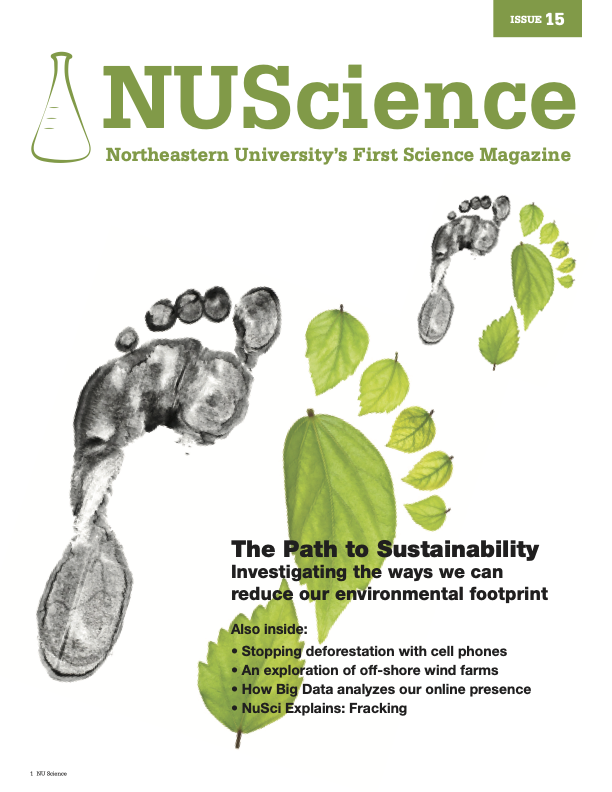 ISSUE 15
NUScience
Northeastern University's First Science Magazine
The Path to Sustainability
Investigating the ways we can
reduce our environmental footprint
Also inside:
• Stopping deforestation with cell phones
• An exploration of off-shore wind farms
• How Big Data analyzes our online presence
• NuSci Explains: Fracking
1 NU Science